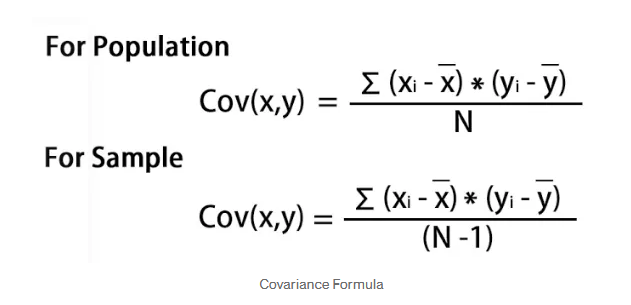 For Population
Cov(x,y) = Σ (xi - x̅) * (yi - y̅) / N
For Sample
Cov(x,y) = Σ (xi - x̅) * (yi - y̅) / (N -1)
Covariance Formula